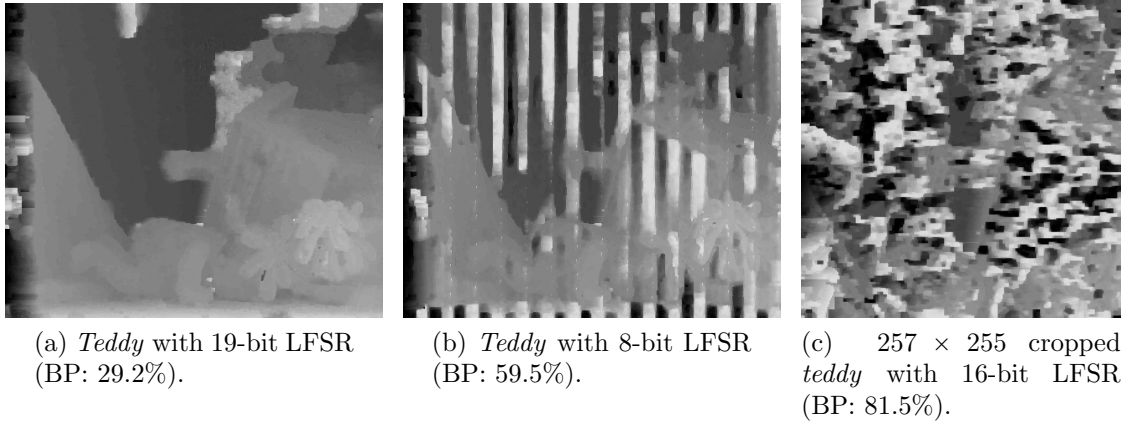 (a) Teddy with 19-bit LFSR
(BP: 29.2%).
(b) Teddy with 8-bit LFSR
(BP: 59.5%).
(c) 257 × 255 cropped
teddy with 16-bit LFSR
(BP: 81.5%).